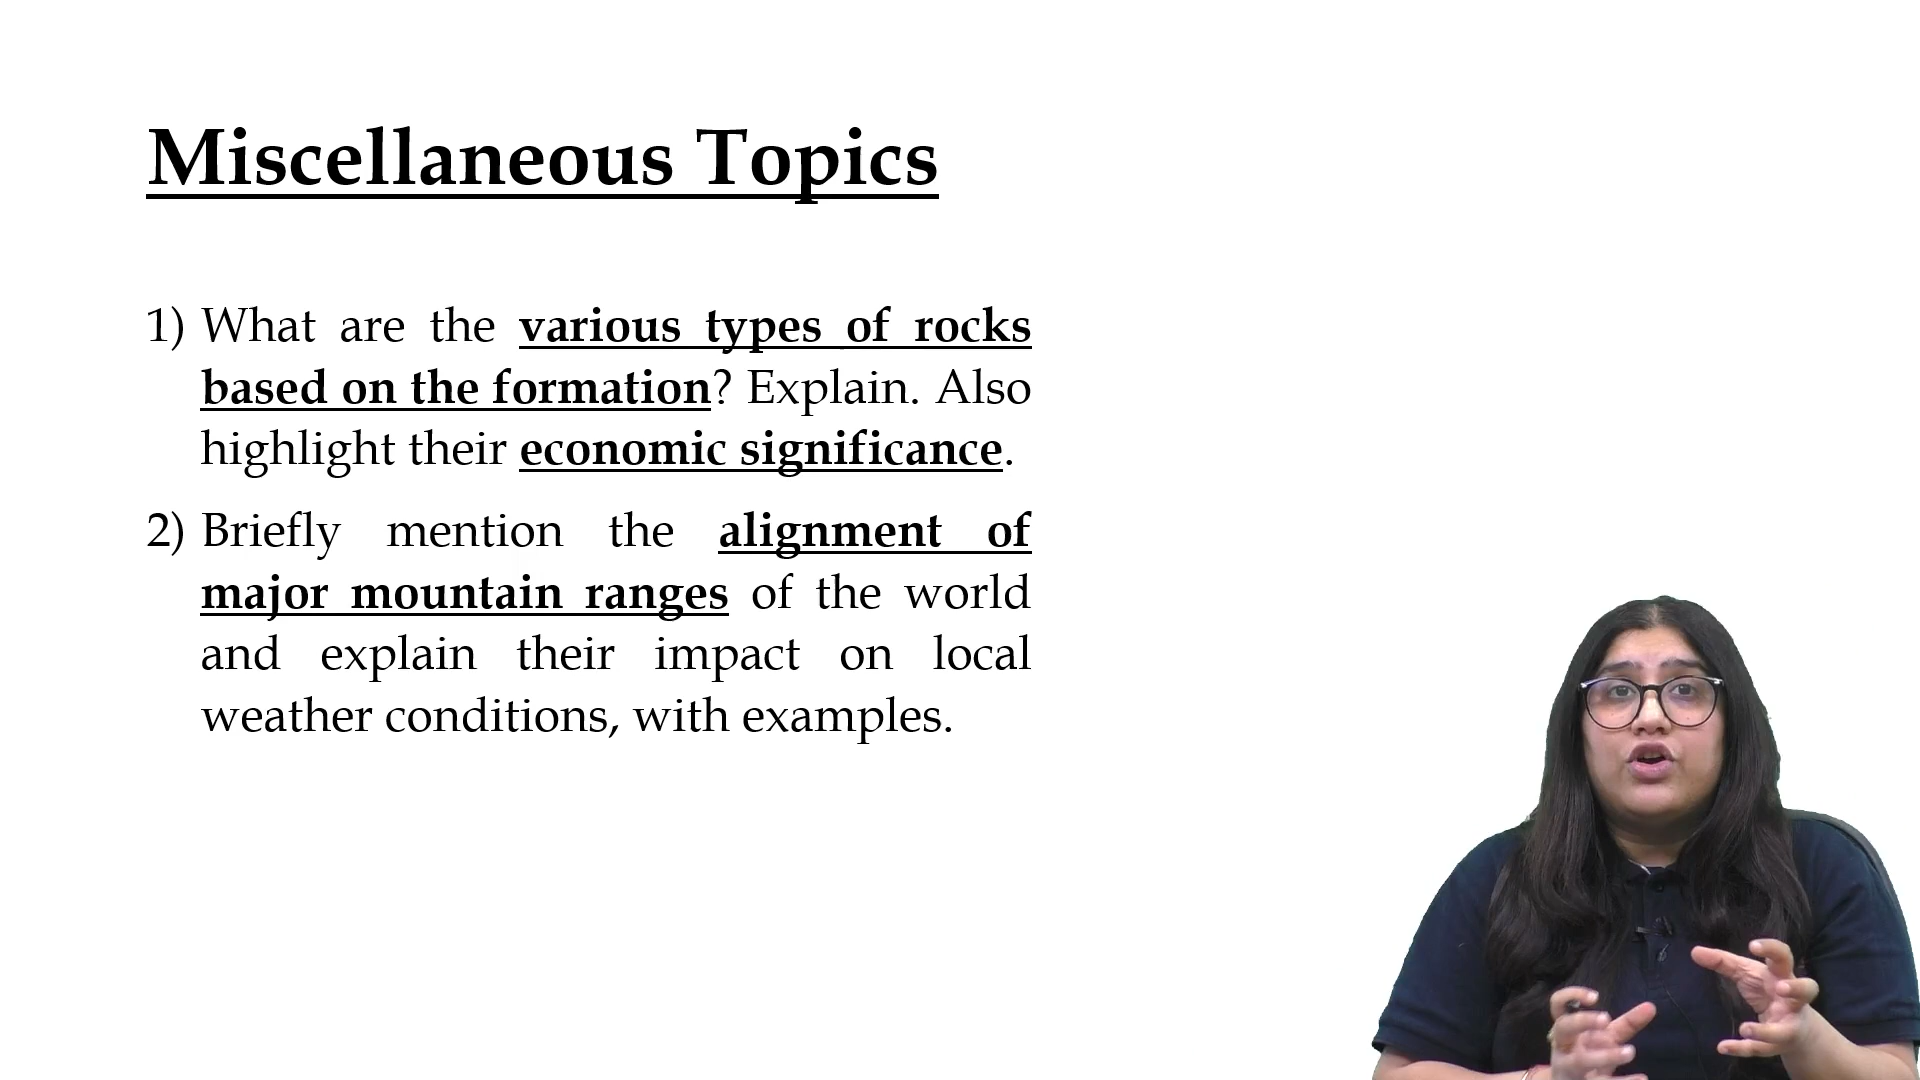 Miscellaneous Topics
1) What are the various types of rocks
based on the formation? Explain. Also
highlight their economic significance.
2) Briefly mention the alignment of
major mountain ranges of the world
and explain their impact on local
weather conditions, with examples.